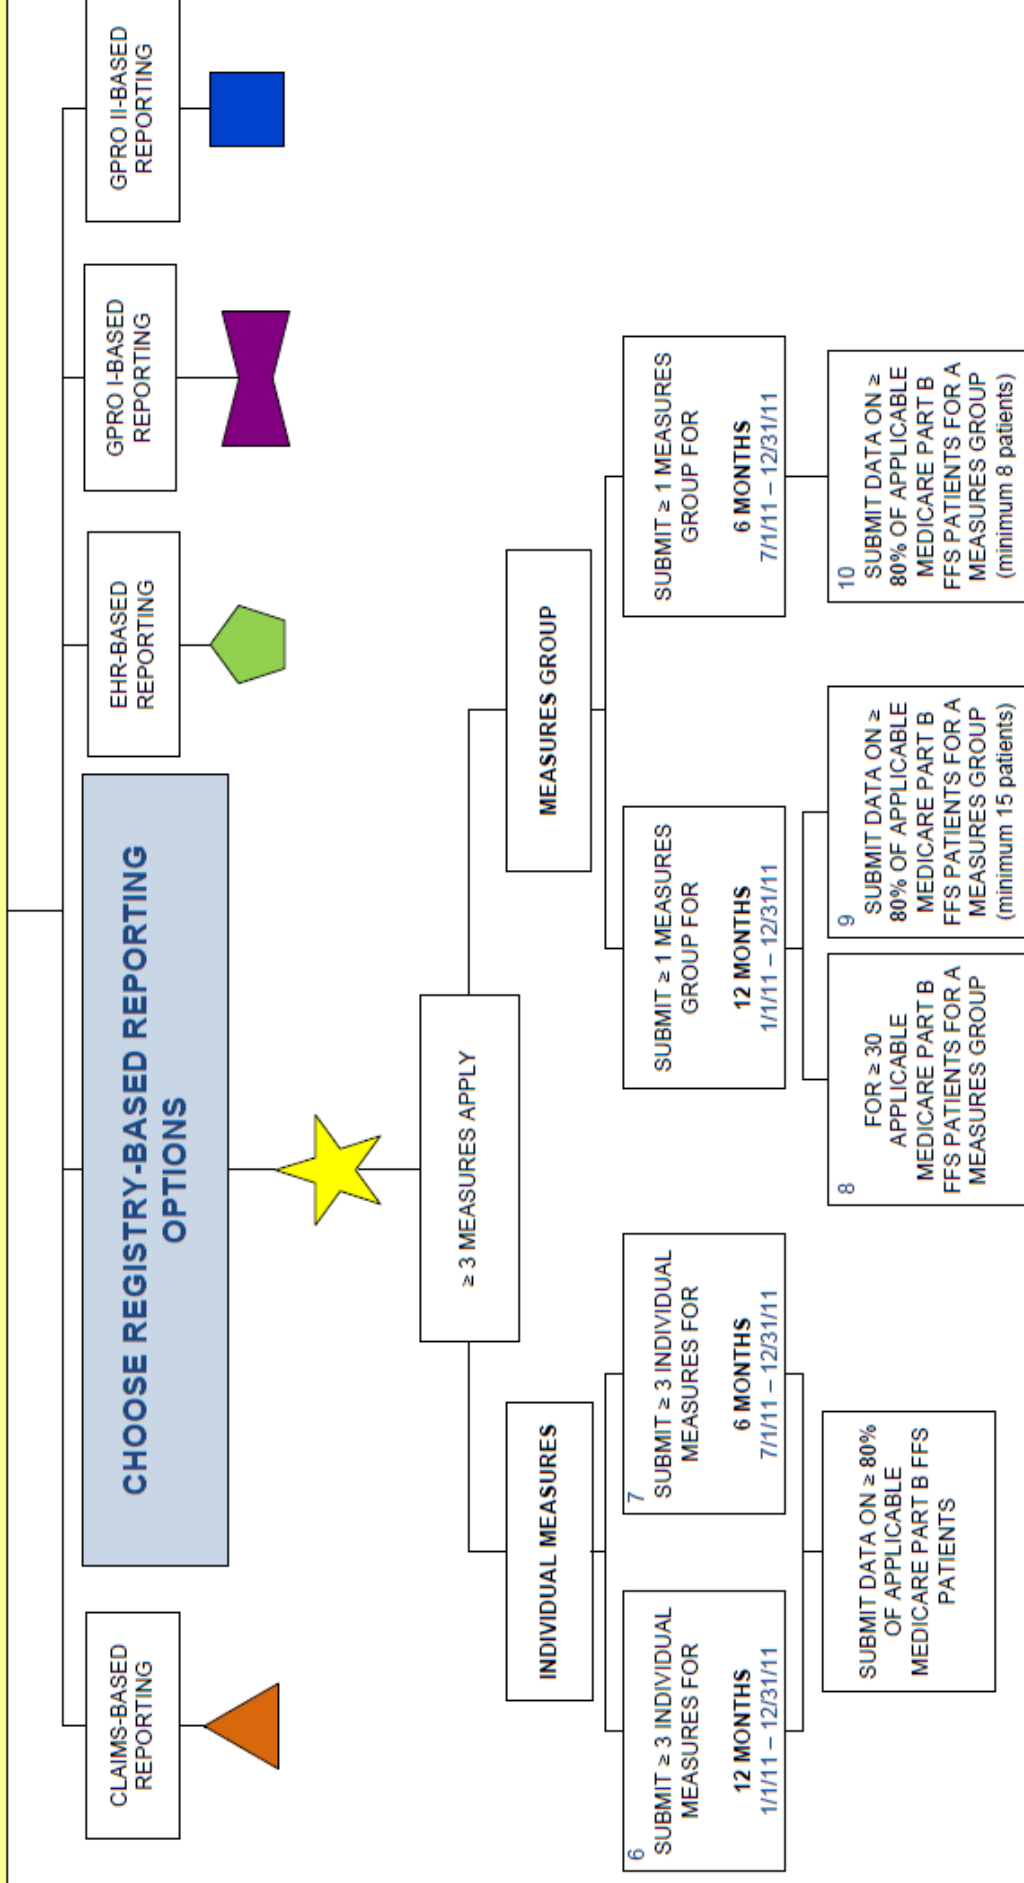 CLAIMS-BASED
REPORTING
CHOOSE REGISTRY-BASED REPORTING
OPTIONS
EHR-BASED
REPORTING
GPRO I-BASED
REPORTING
GPRO II-BASED
REPORTING
≥ 3 MEASURES APPLY
INDIVIDUAL MEASURES
MEASURES GROUP
6
SUBMIT ≥ 3 INDIVIDUAL
MEASURES FOR
12 MONTHS
1/1/11 – 12/31/11
7
SUBMIT ≥ 3 INDIVIDUAL
MEASURES FOR
6 MONTHS
7/1/11 – 12/31/11
SUBMIT ≥ 1 MEASURES
GROUP FOR
12 MONTHS
1/1/11 – 12/31/11
SUBMIT ≥ 1 MEASURES
GROUP FOR
6 MONTHS
7/1/11 – 12/31/11
SUBMIT DATA ON ≥ 80%
OF APPLICABLE
MEDICARE PART B FFS
PATIENTS
8
FOR ≥ 30
APPLICABLE
MEDICARE PART B
FFS PATIENTS FOR A
MEASURES GROUP
9
SUBMIT DATA ON ≥
80% OF APPLICABLE
MEDICARE PART B
FFS PATIENTS FOR A
MEASURES GROUP
(minimum 15 patients)
10
SUBMIT DATA ON ≥
80% OF APPLICABLE
MEDICARE PART B
FFS PATIENTS FOR A
MEASURES GROUP
(minimum 8 patients)